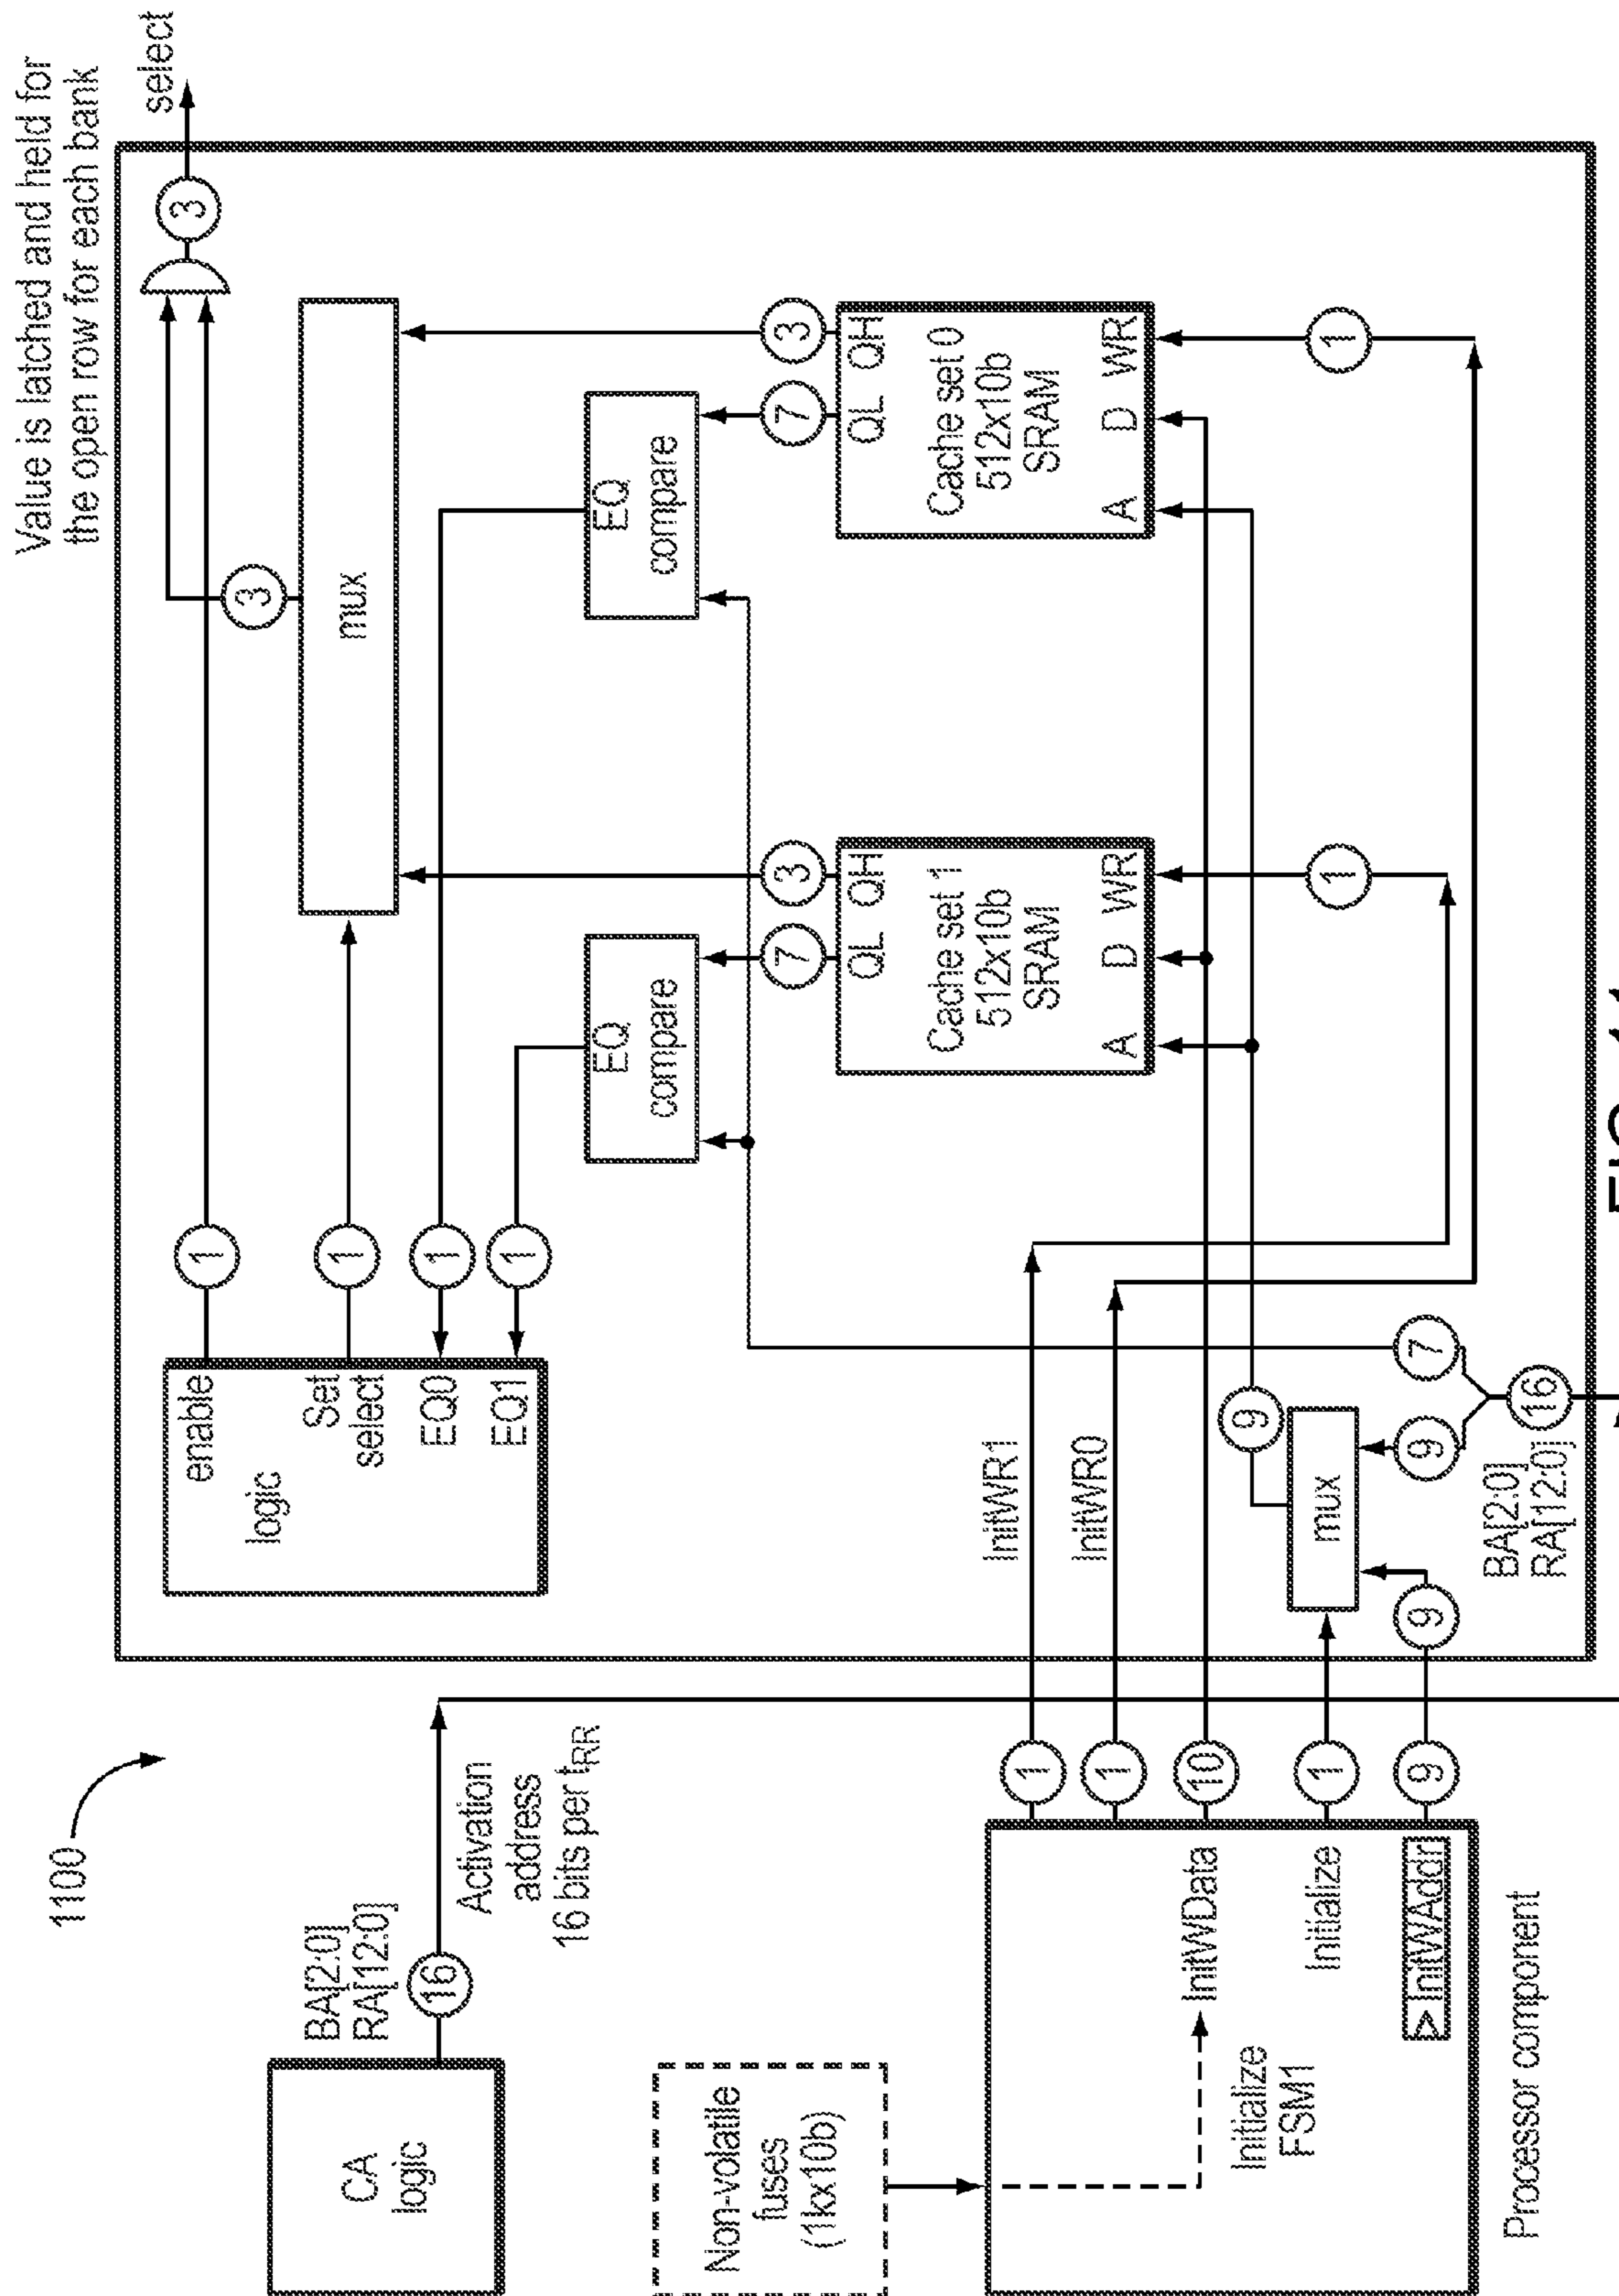 1100
CA
logic
BA[2:0]
RA[12:0]
16
Activation
address
16 bits per tRR
Non-volatile
fuses
(1kx10b)
Initialize
FSM1
InitWData
Initialize
>InitWAddr
Processor component
1
1
10
1
9
logic
enable
Set
select
EQ0
EQ1
1
1
1
1
InitWR1
InitWR0
mux
9
9
9
7
16
BA[2:0]
RA[12:0]
EQ
compare
EQ
compare
7
3
QL QH
Cache set 1
512x10b
SRAM
A D WR
1
7
3
QL QH
Cache set 0
512x10b
SRAM
A D WR
1
mux
3
3
select
Value is latched and held for
the open row for each bank